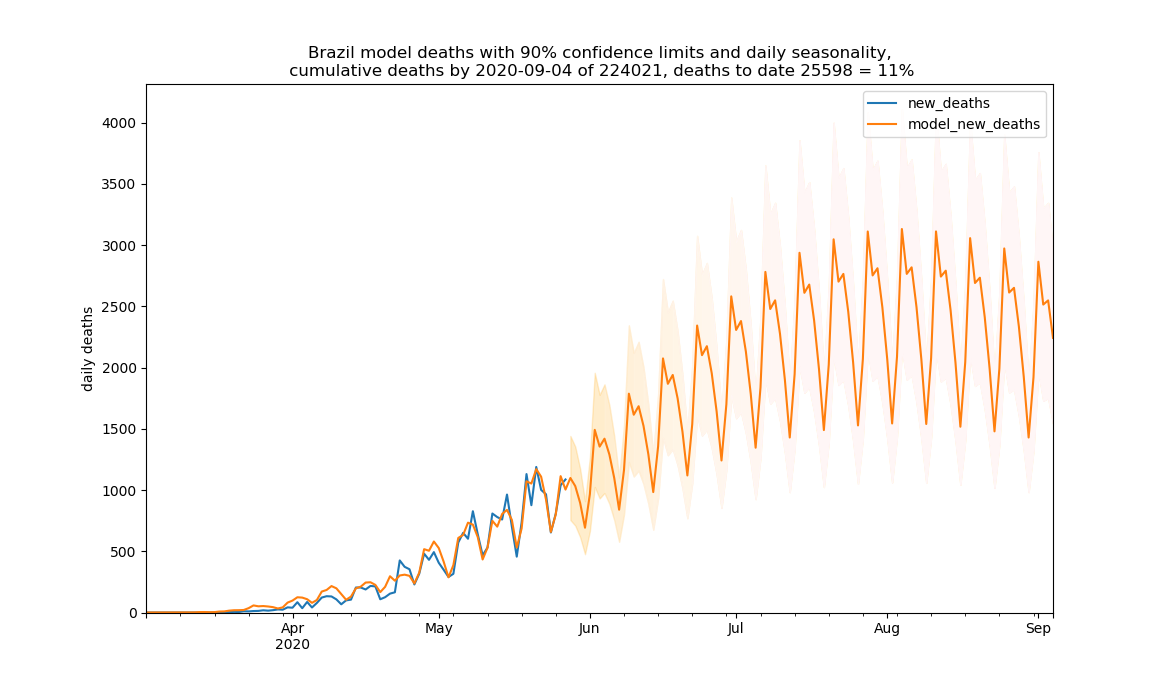 Brazil model deaths with 90% confidence limits and daily seasonality,
cumulative deaths by 2020-09-04 of 224021, deaths to date 25598 = 11%
new_deaths
model_new_deaths
daily deaths
4000
3500
3000
2500
2000
1500
1000
500
0
Apr
2020
May
Jun
Jul
Aug
Sep